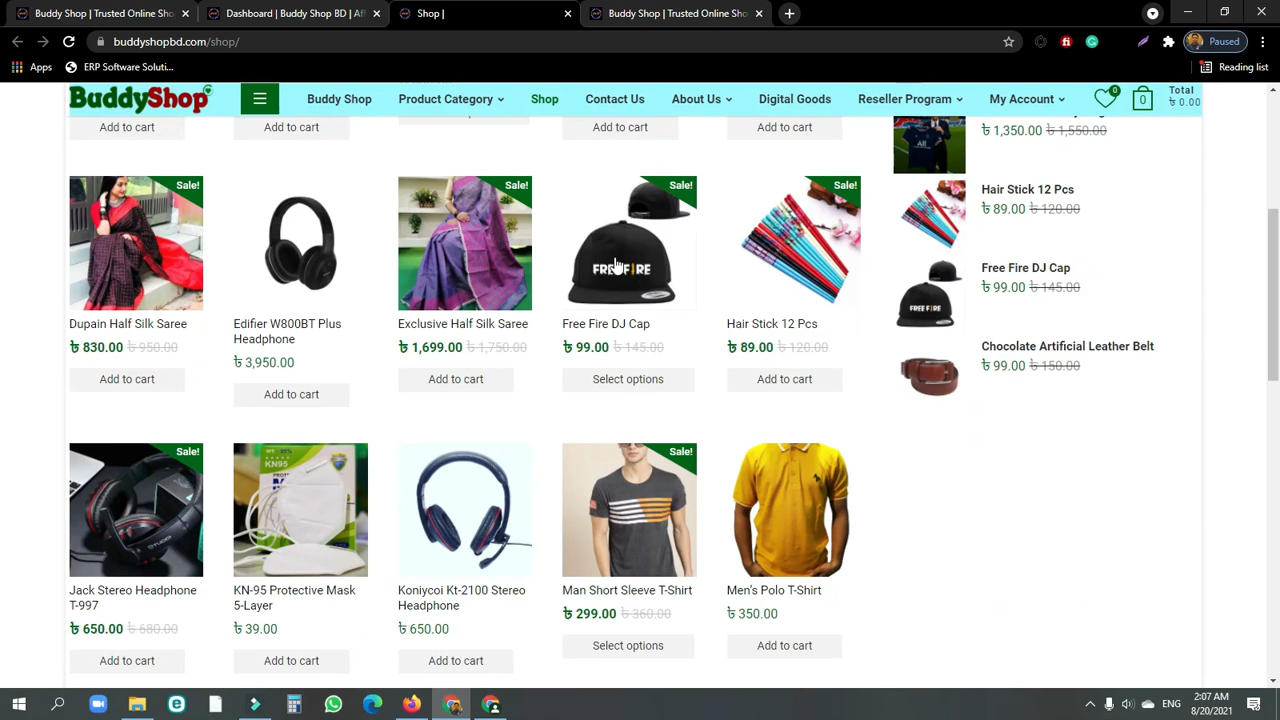 Buddy Shop | Trusted Online Sho
Dashboard | Buddy Shop BD | Aff
Shop |
Buddy Shop | Trusted Online Sho
buddyshopbd.com/shop/
Paused
Apps
ERP Software Soluti...
Reading list
BuddyShop
Buddy Shop
Product Category
Shop
Contact Us
About Us
Digital Goods
Reseller Program
My Account
0
0
Total
৳ 0.00
Add to cart
Add to cart
Add to cart
Add to cart
৳ 1,350.00 ৳ 1,550.00
Hair Stick 12 Pcs
৳ 89.00 ৳ 120.00
Free Fire DJ Cap
৳ 99.00 ৳ 145.00
Chocolate Artificial Leather Belt
৳ 99.00 ৳ 150.00
FREE FIRE
Sale!
Sale!
Sale!
Sale!
FREE FIRE
Dupain Half Silk Saree
৳ 830.00 ৳ 950.00
Add to cart
Edifier W800BT Plus
Headphone
৳ 3,950.00
Add to cart
Exclusive Half Silk Saree
৳ 1,699.00 ৳ 1,750.00
Add to cart
Free Fire DJ Cap
৳ 99.00 ৳ 145.00
Select options
Hair Stick 12 Pcs
৳ 89.00 ৳ 120.00
Add to cart
Sale!
KN95
Sale!
Jack Stereo Headphone
T-997
৳ 650.00 ৳ 680.00
Add to cart
KN-95 Protective Mask
5-Layer
৳ 39.00
Add to cart
Koniycoi Kt-2100 Stereo
Headphone
৳ 650.00
Add to cart
Man Short Sleeve T-Shirt
৳ 299.00 ৳ 360.00
Select options
Men's Polo T-Shirt
৳ 350.00
Add to cart
ENG
2:07 AM
8/20/2021